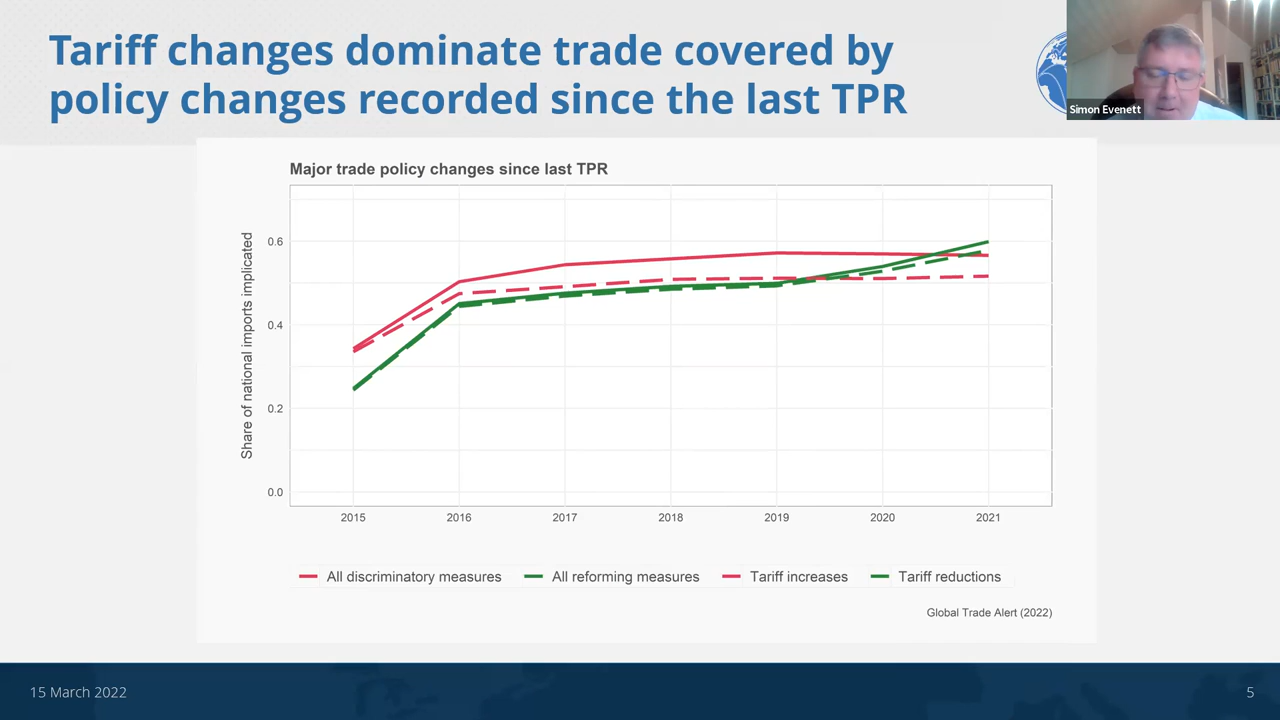 Tariff changes dominate trade covered by
policy changes recorded since the last TPR
Simon Evenett
Major trade policy changes since last TPR
Share of national imports implicated
0.6
0.4
0.2
0.0
2015 2016 2017 2018 2019 2020 2021
All discriminatory measures All reforming measures Tariff increases Tariff reductions
Global Trade Alert (2022)
15 March 2022
5